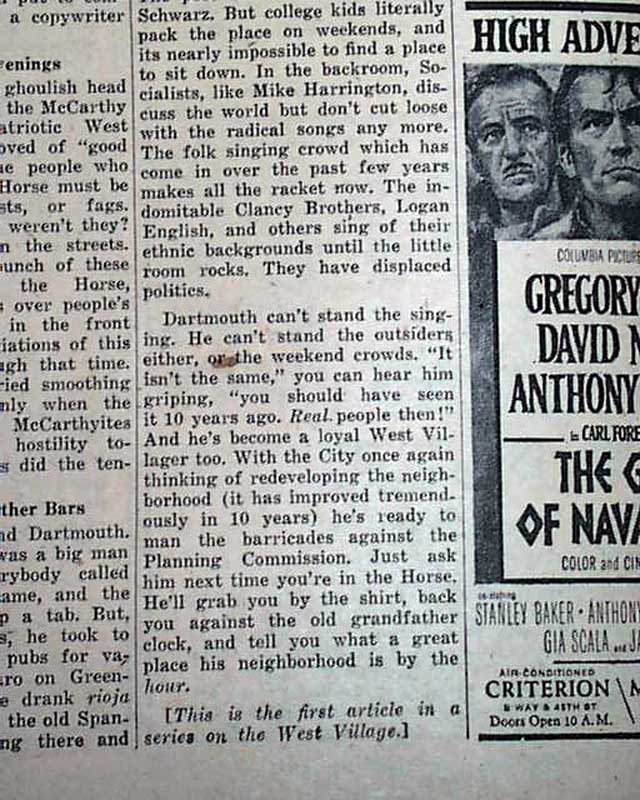 a copywriter
enings
ghoulish head
the McCarthy
atriotic West
oved of "good
people who
Horse must be
sts, or fags.
weren't they?
n the streets.
unch of these
the Horse,
over people's
in the front
iations of this
ugh that time.
ried smoothing
nly when the
McCarthyites
hostility to-
s did the ten-
ther Bars
nd Dartmouth.
was a big man
rybody called
ame, and the
p a tab. But,
s, he took to
pubs for va-
ro on Green-
e drank rioja
the old Span-
ng there and
Schwarz. But college kids literally
pack the place on weekends, and
its nearly impossible to find a place
to sit down. In the backroom, So-
cialists, like Mike Harrington, dis-
cuss the world but don't cut loose
with the radical songs any more.
The folk singing crowd which has
come in over the past few years
makes all the racket now. The in-
domitable Clancy Brothers, Logan
English, and others sing of their
ethnic backgrounds until the little
room rocks. They have displaced
politics.
Dartmouth can't stand the sing-
ing. He can't stand the outsiders
either, or the weekend crowds. "It
isn't the same," you can hear him
griping, "you should have seen
it 10 years ago. Real people then!"
And he's become a loyal West Vil-
lager too. With the City once again
thinking of redeveloping the neigh-
borhood (it has improved tremend-
ously in 10 years) he's ready to
man the barricades against the
Planning Commission. Just ask
him next time you're in the Horse.
He'll grab you by the shirt, back
you against the old grandfather
clock, and tell you what a great
place his neighborhood is by the
hour.
[This is the first article in a
series on the West Village.]
HIGH ADVE
COLUMBIA PICTURE
GREGORY
DAVID N
ANTHONY
in CARL FORE
THE G
OF NAVA
COLOR and CIN
co-starring
STANLEY BAKER · ANTHONY
GIA SCALA and JA
AIR-CONDITIONED
CRITERION
B'WAY & 45TH ST
Doors Open 10 A.M.